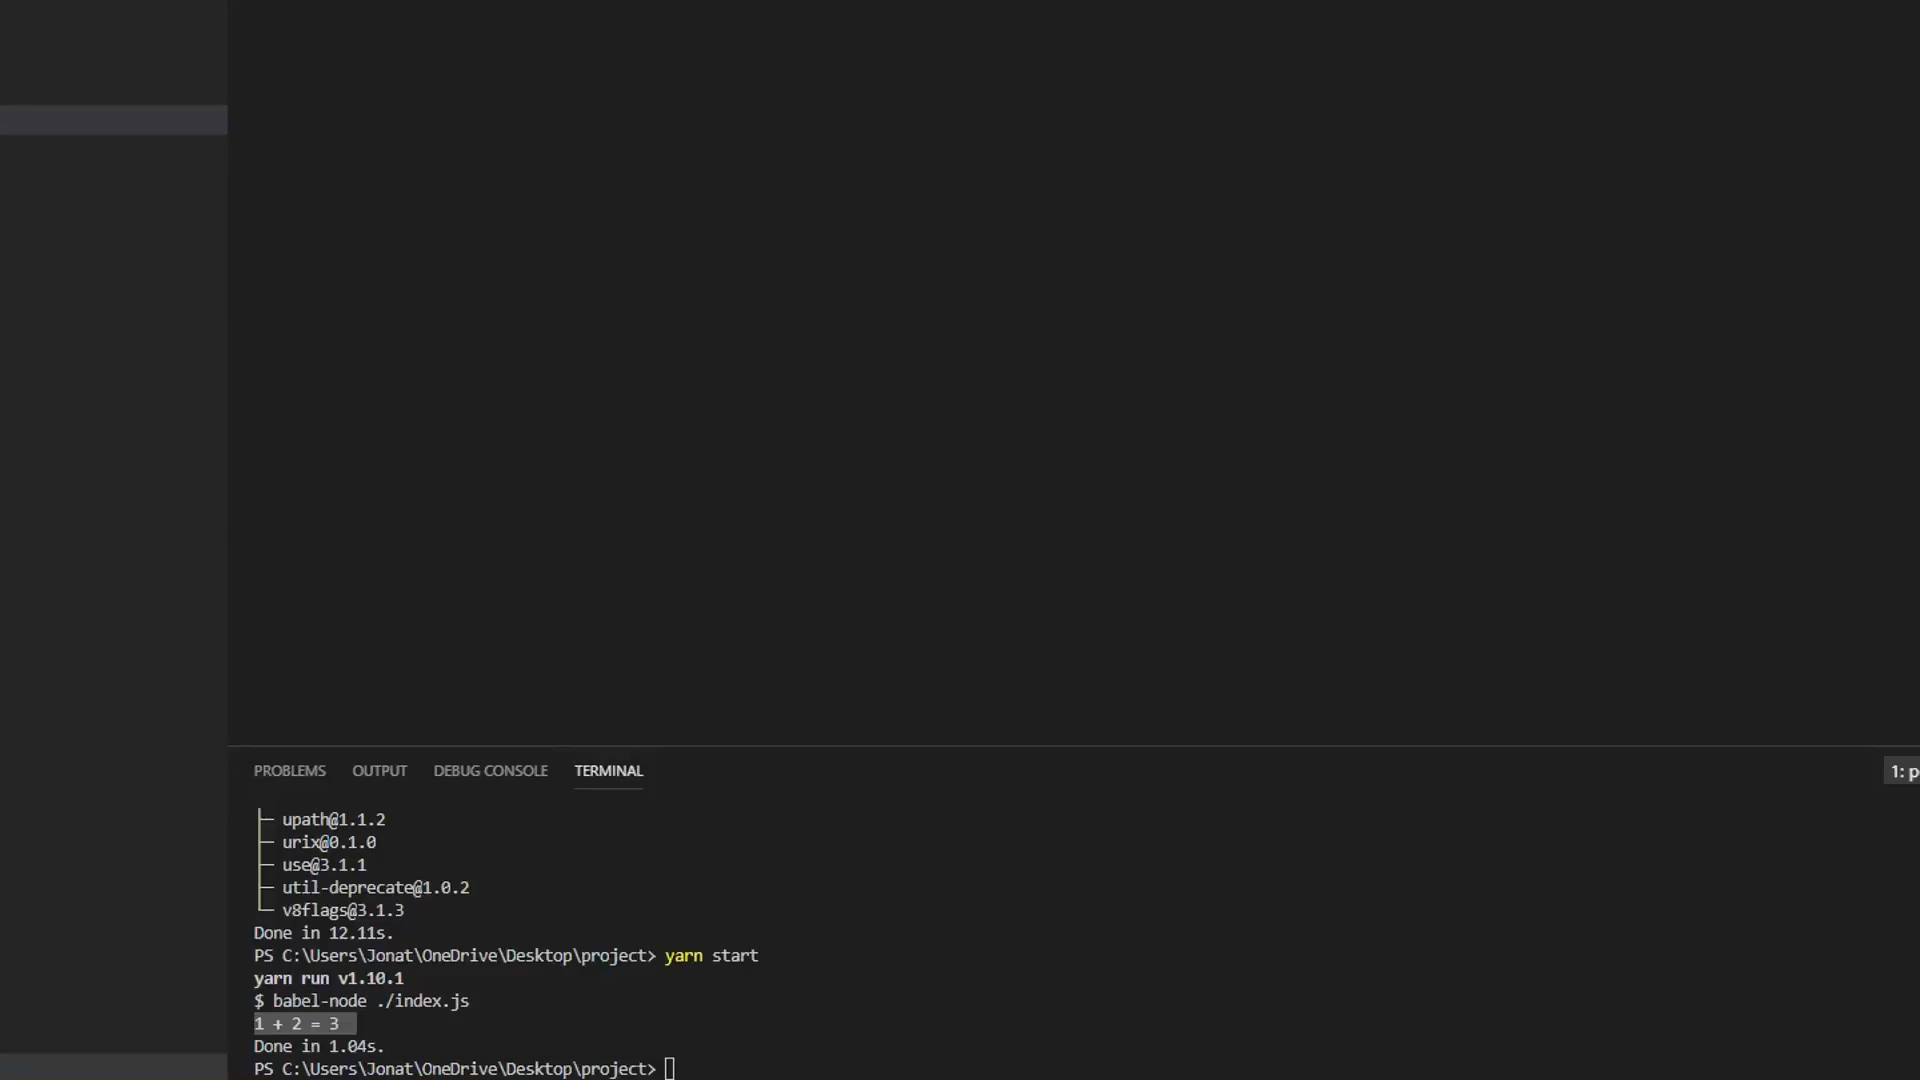 PROBLEMS OUTPUT DEBUG CONSOLE TERMINAL 1: p
├─ upath@1.1.2
├─ urix@0.1.0
├─ use@3.1.1
├─ util-deprecate@1.0.2
└─ v8flags@3.1.3
Done in 12.11s.
PS C:\Users\Jonat\OneDrive\Desktop\project> yarn start
yarn run v1.10.1
$ babel-node ./index.js
1 + 2 = 3
Done in 1.04s.
PS C:\Users\Jonat\OneDrive\Desktop\project>